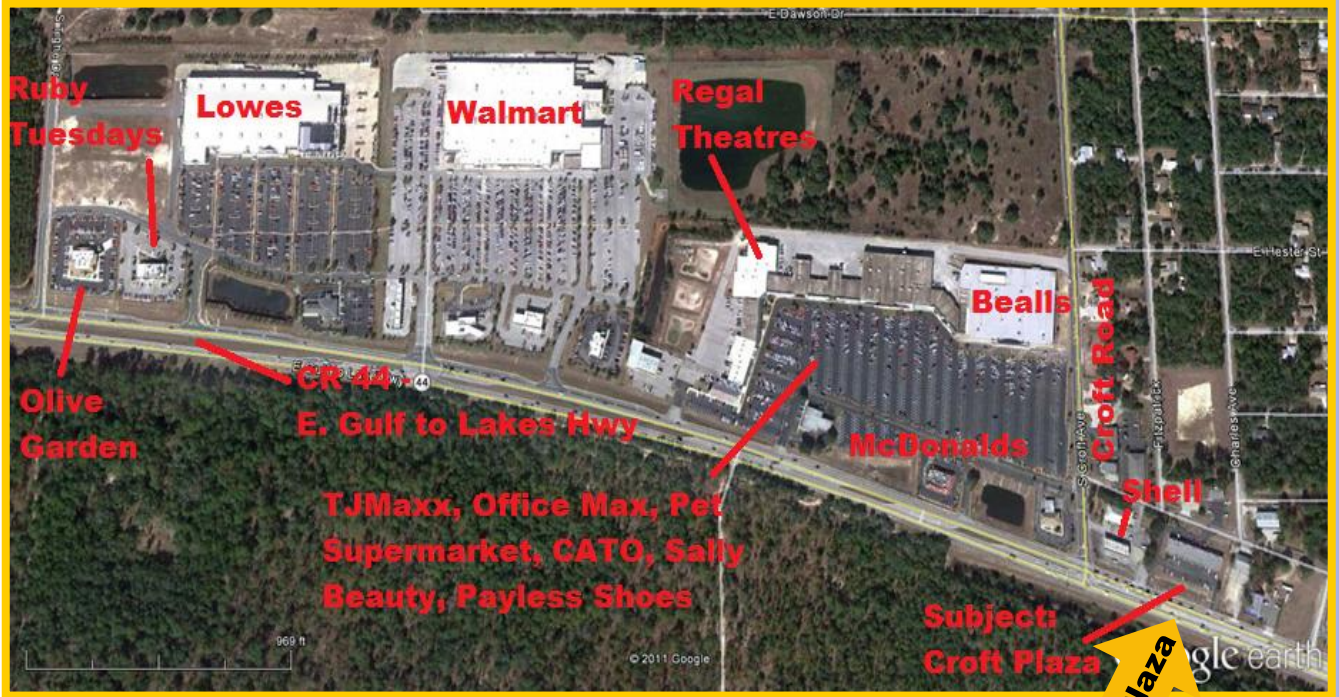 E Dawson Dr
Ruby
Tuesdays
Lowes
Walmart
Regal
Theatres
E Hester St
Bealls
Croft Road
Fitzpatrick
Charles Ave
S Croft Ave
Olive
Garden
CR 44 -
E. Gulf to Lakes Hwy
44
McDonalds
Shell
TJMaxx, Office Max, Pet
Supermarket, CATO, Sally
Beauty, Payless Shoes
Subject:
Croft Plaza
969 ft
© 2011 Google
earth
laza